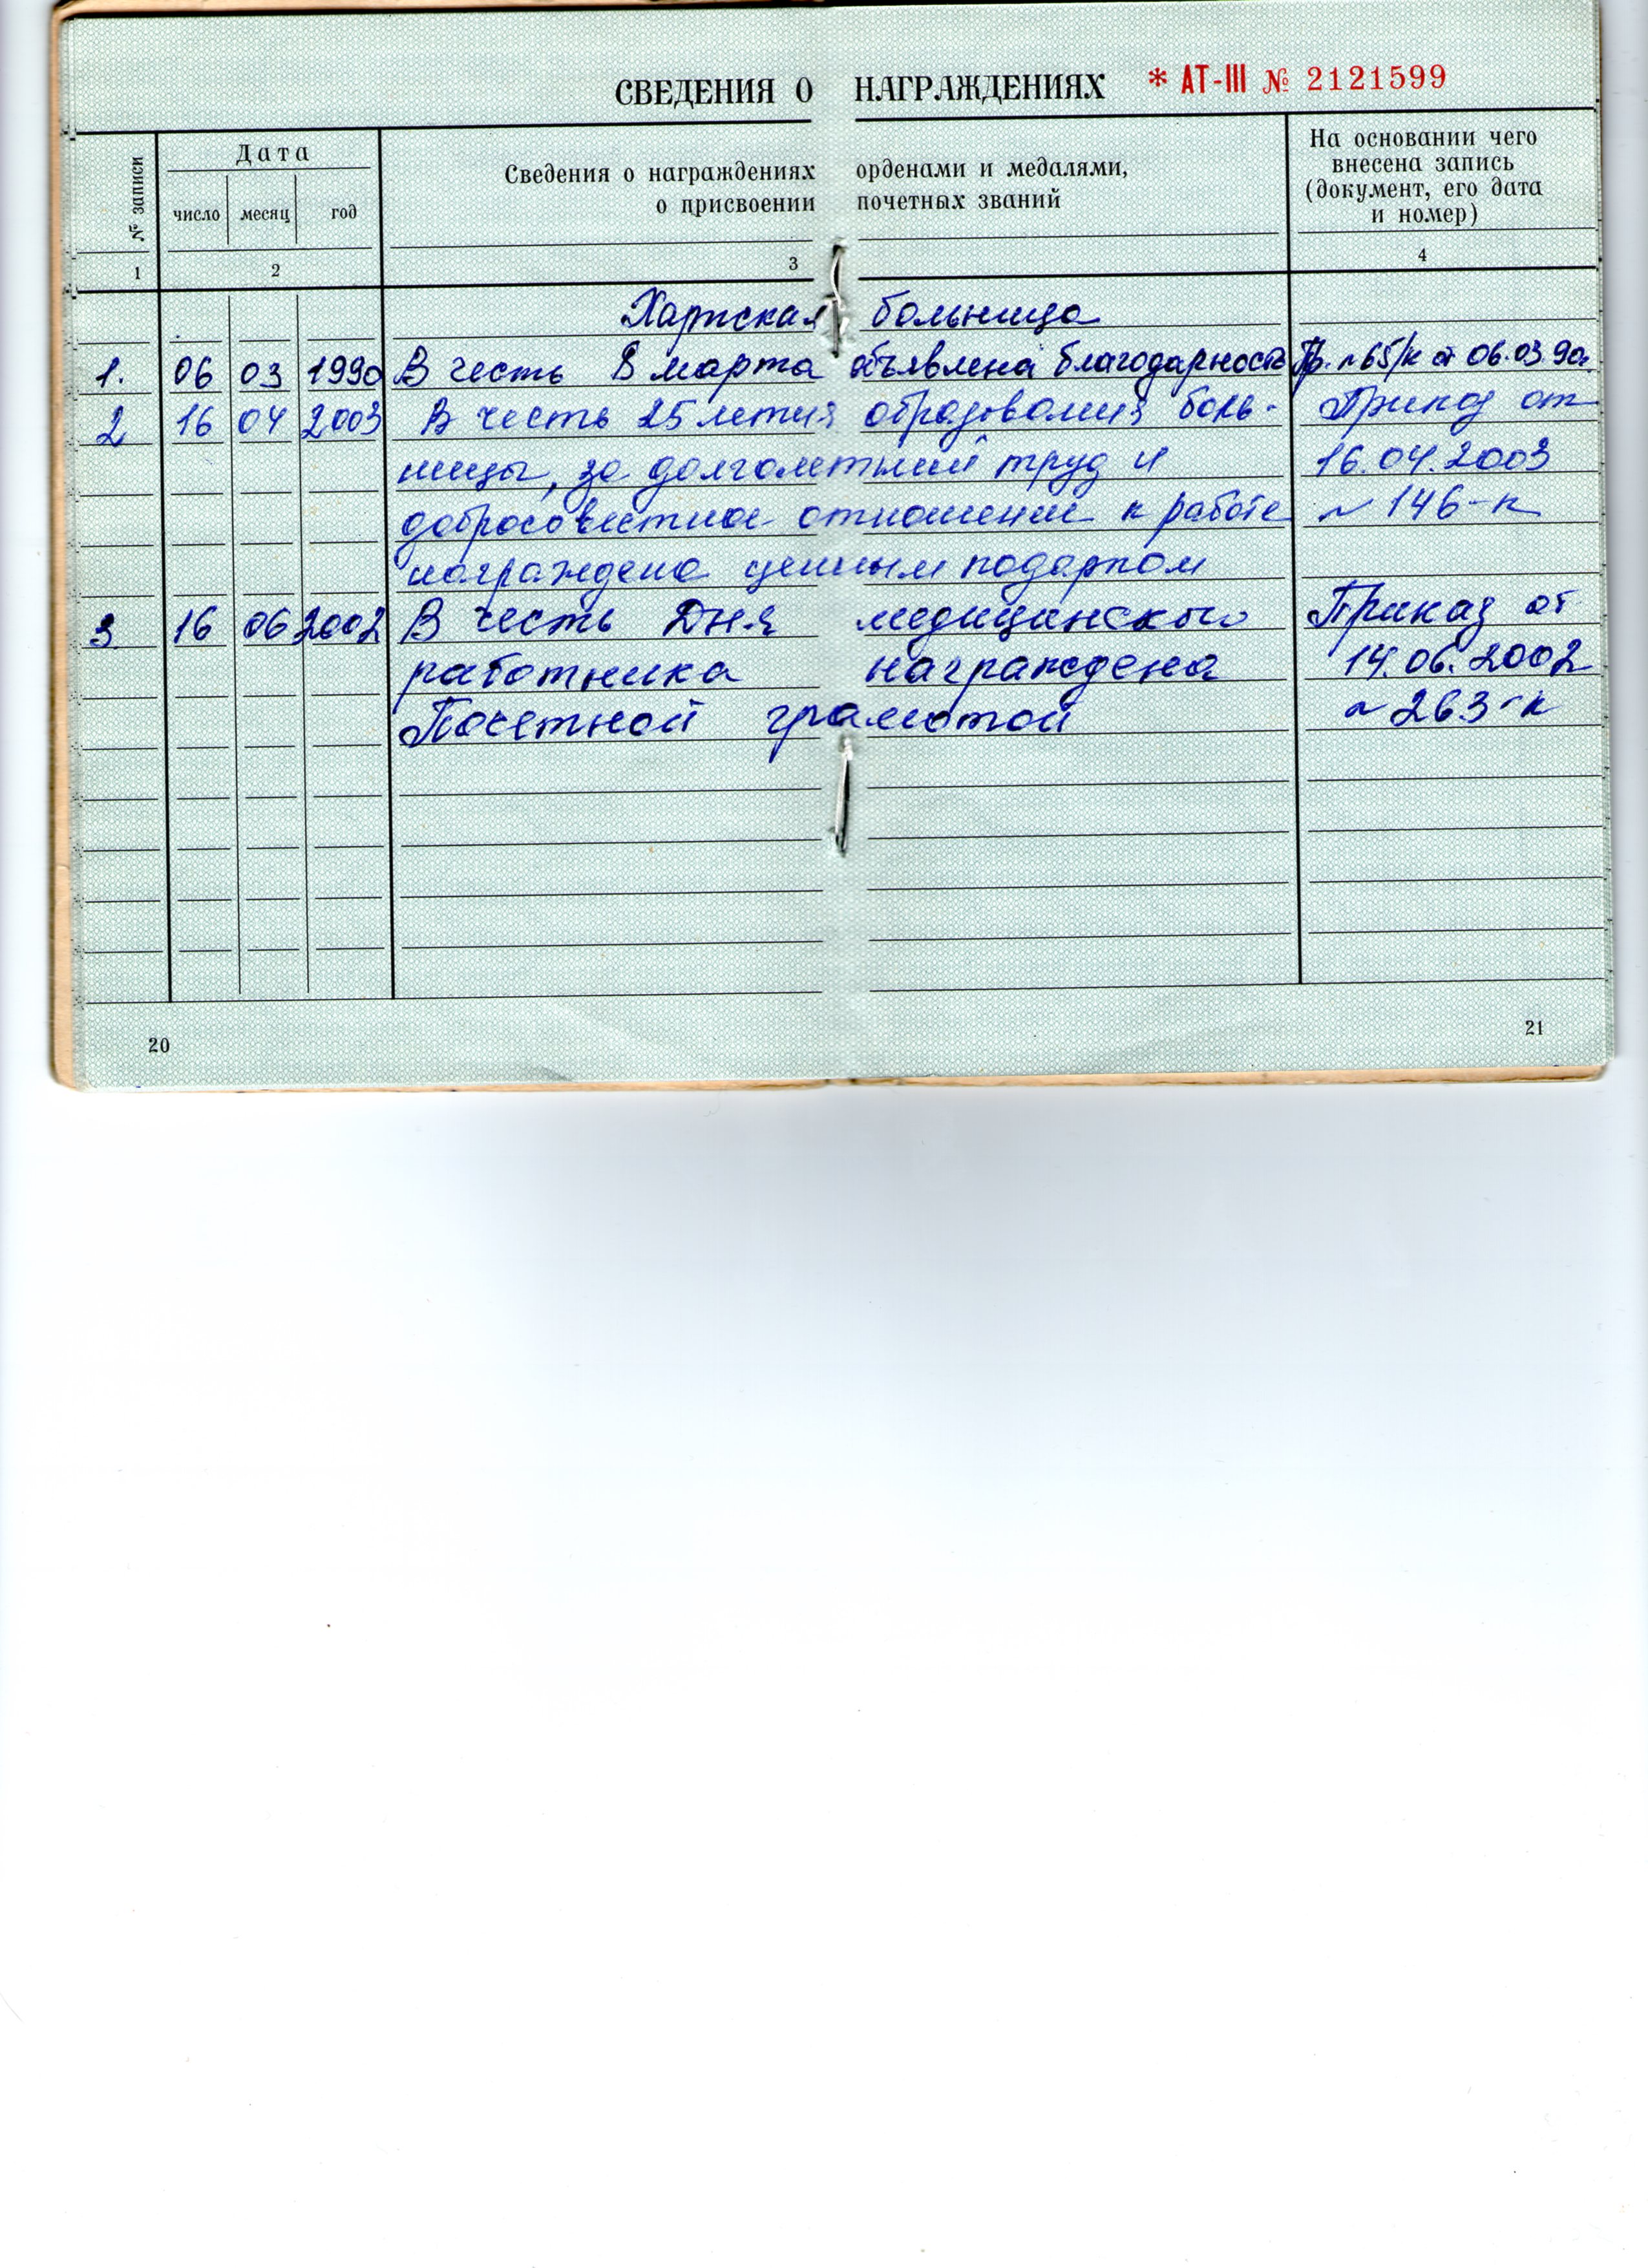 СВЕДЕНИЯ О НАГРАЖДЕНИЯХ * АТ-III № 2121599
№ записи
Дата
число месяц год
Сведения о награждениях орденами и медалями,
о присвоении почетных званий
На основании чего
внесена запись
(документ, его дата
и номер)
1 2 3 4
Харпская больница
1. 06 03 1990 В честь 8 марта объявлена благодарность Пр. №65/к от 06.03.90г.
2 16 04 2003 В честь 25 летия образования боль- Приказ от
ницы, за долголетний труд и 16.04.2003
добросовестное отношение к работе № 146-к
награждена ценным подарком
3. 16 06 2002 В честь Дня медицинского Приказ от
работника награждена 14.06.2002
Почетной грамотой № 263-к
20 21